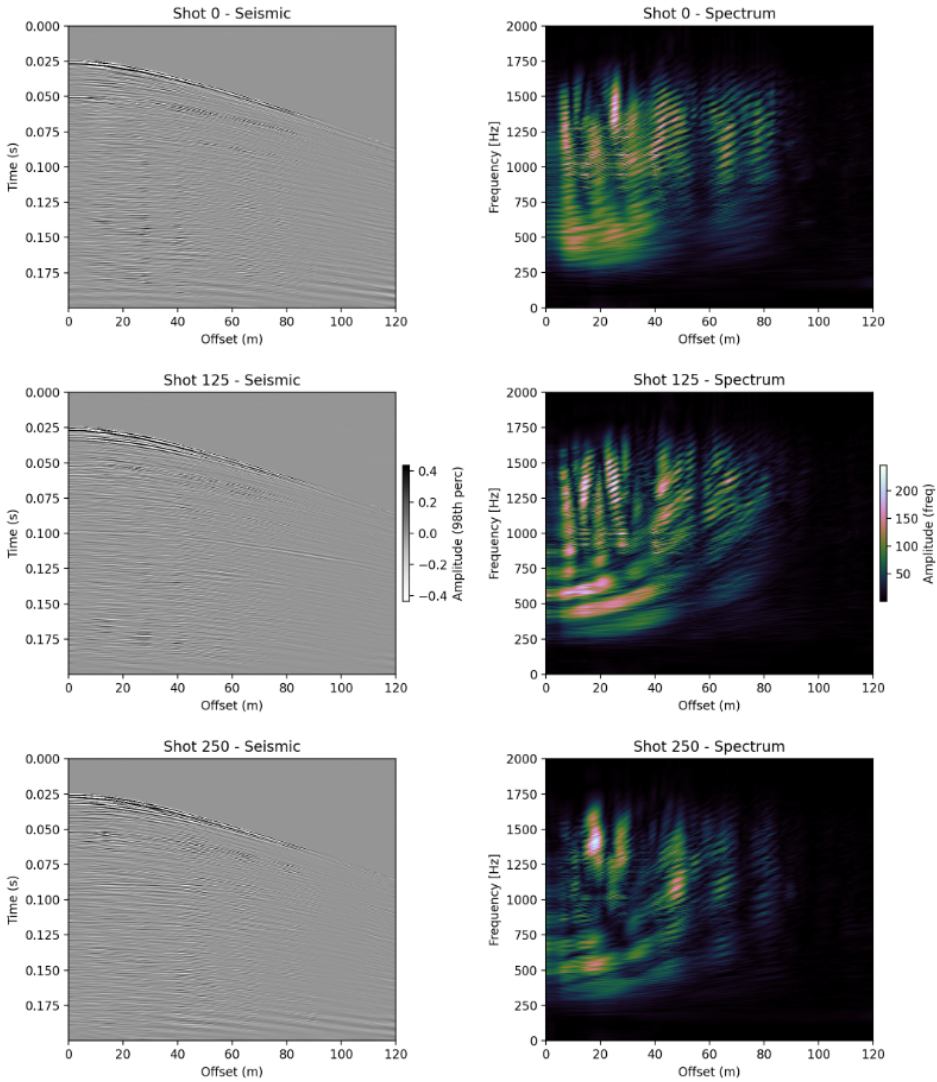 Shot 0 - Seismic
0.000
0.025
0.050
0.075
0.100
0.125
0.150
0.175
Time (s)
0 20 40 60 80 100 120
Offset (m)
Shot 0 - Spectrum
2000
1750
1500
1250
1000
750
500
250
0
Frequency [Hz]
0 20 40 60 80 100 120
Offset (m)
Shot 125 - Seismic
0.000
0.025
0.050
0.075
0.100
0.125
0.150
0.175
Time (s)
0 20 40 60 80 100 120
Offset (m)
0.4
0.2
0.0
−0.2
−0.4
Amplitude (98th perc)
Shot 125 - Spectrum
2000
1750
1500
1250
1000
750
500
250
0
Frequency [Hz]
0 20 40 60 80 100 120
Offset (m)
200
150
100
50
Amplitude (freq)
Shot 250 - Seismic
0.000
0.025
0.050
0.075
0.100
0.125
0.150
0.175
Time (s)
0 20 40 60 80 100 120
Offset (m)
Shot 250 - Spectrum
2000
1750
1500
1250
1000
750
500
250
0
Frequency [Hz]
0 20 40 60 80 100 120
Offset (m)